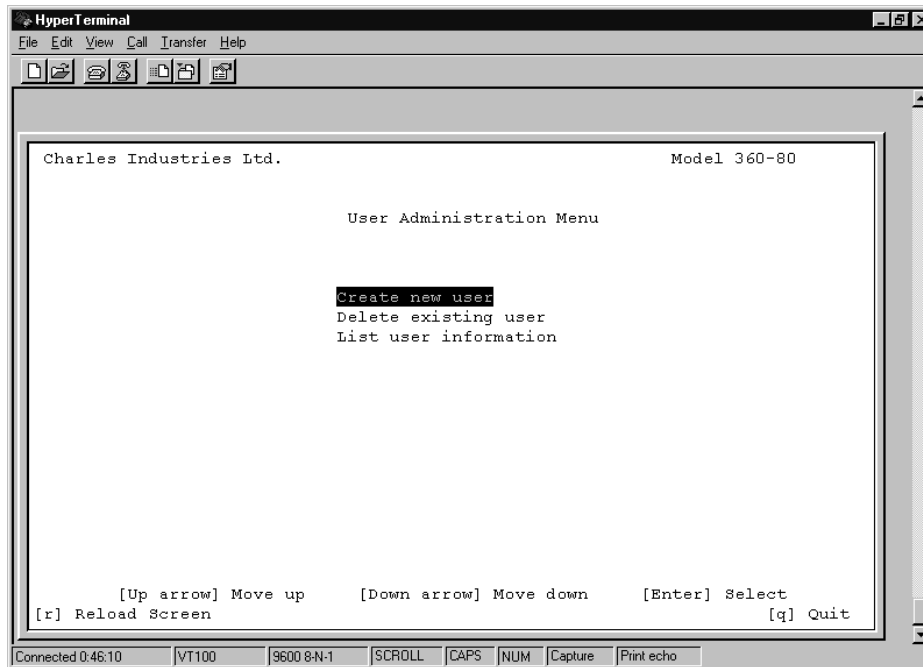 HyperTerminal
File Edit View Call Transfer Help
Charles Industries Ltd. Model 360-80
User Administration Menu
Create new user
Delete existing user
List user information
[Up arrow] Move up [Down arrow] Move down [Enter] Select
[r] Reload Screen [q] Quit
Connected 0:46:10 VT100 9600 8-N-1 SCROLL CAPS NUM Capture Print echo